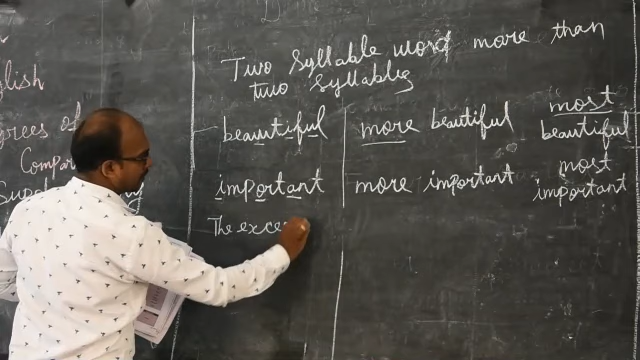 glish
grees of
Compar
Two syllable word more than
two syllables
beautiful more beautiful most beautiful
important more important most important
The exce